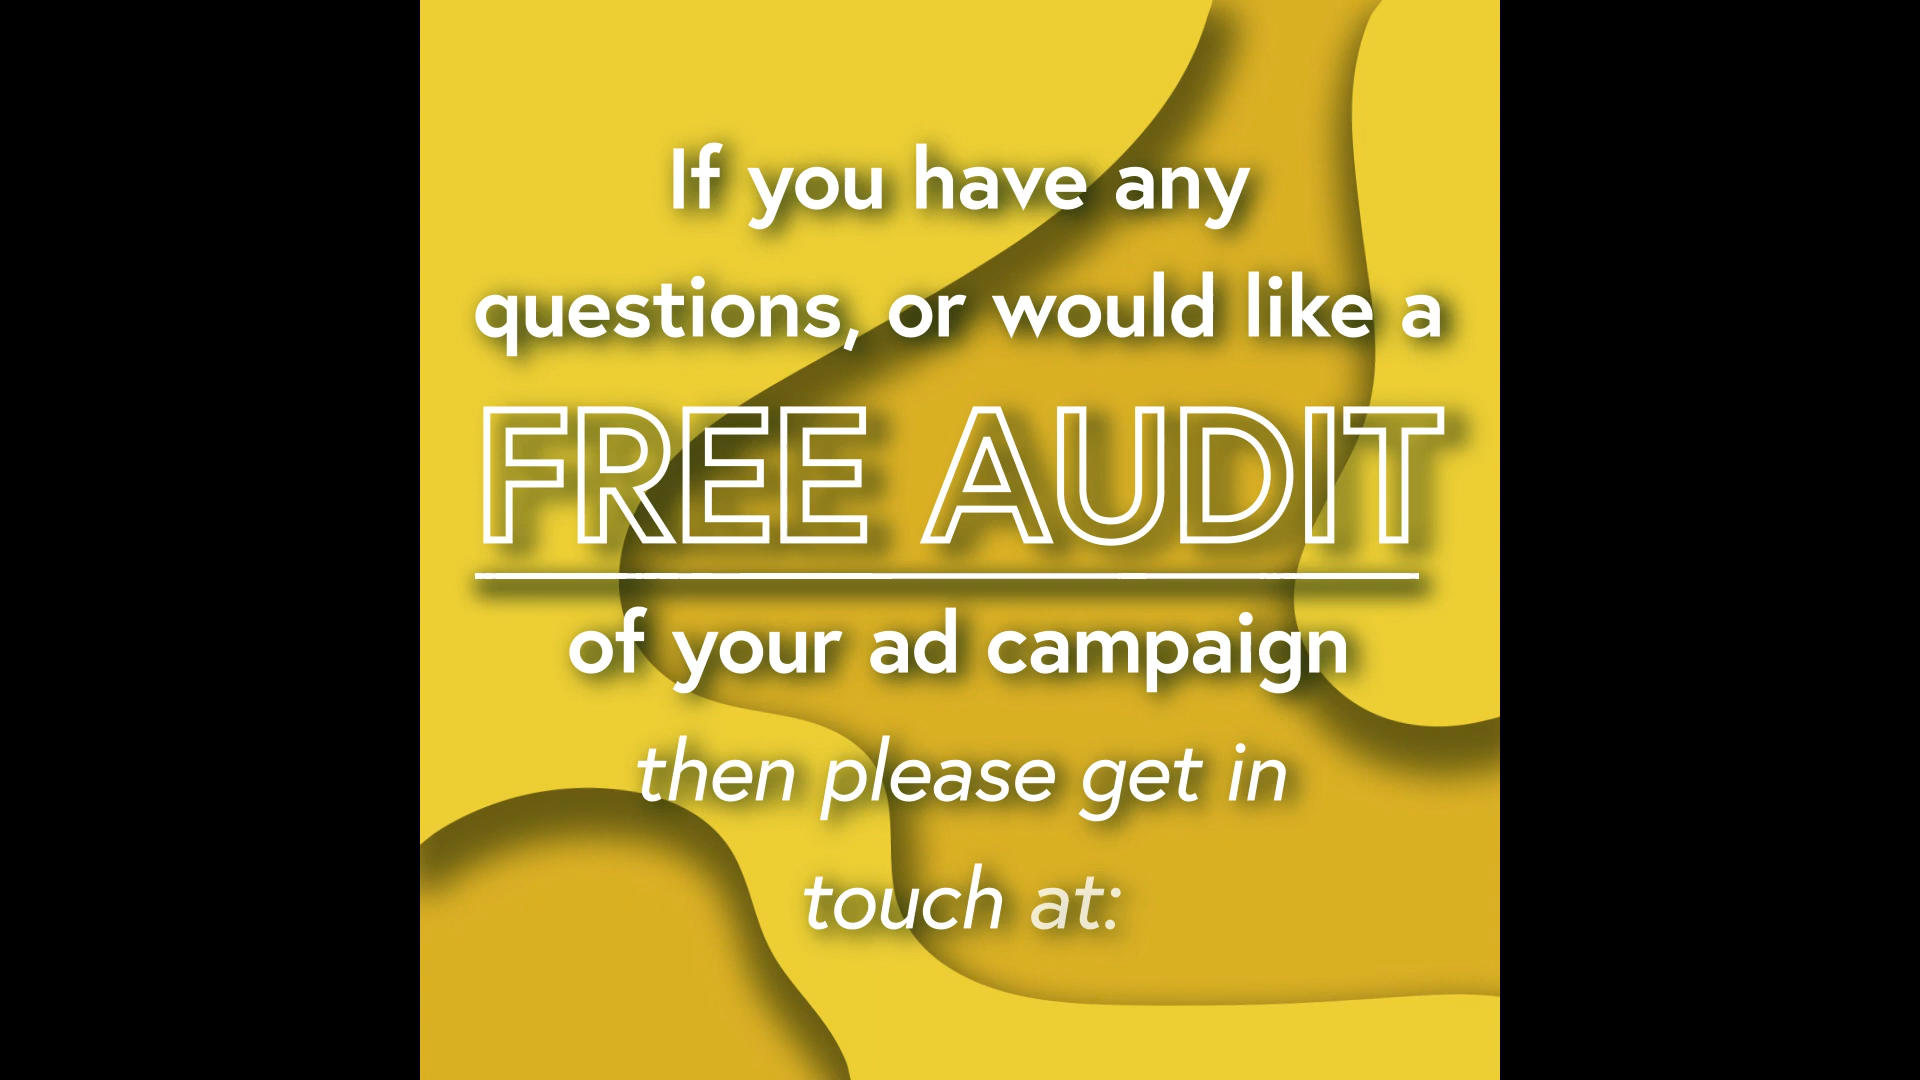 If you have any
questions, or would like a
FREE AUDIT
of your ad campaign
then please get in
touch at: